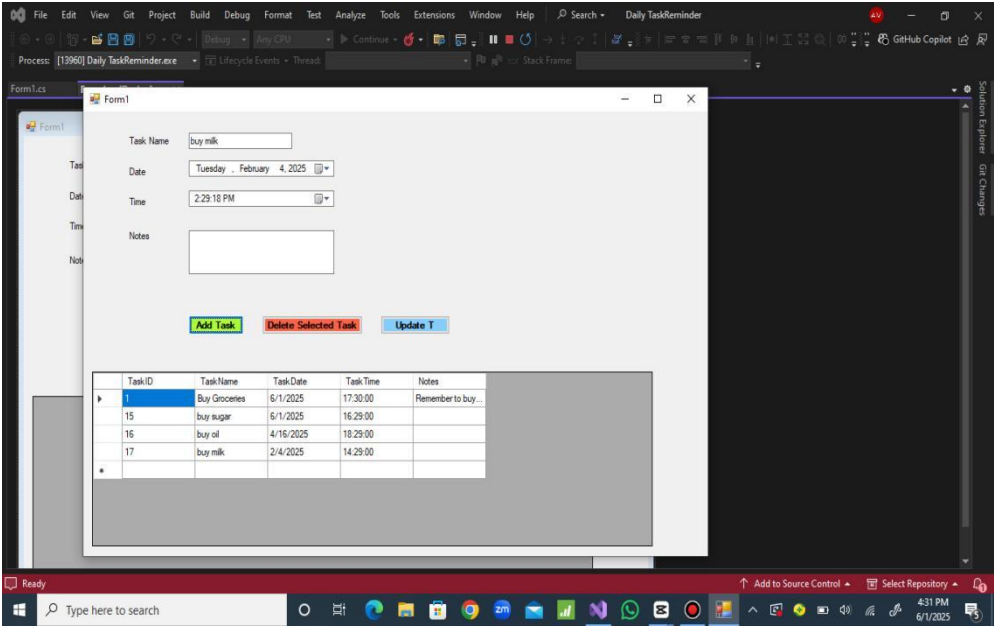 File Edit View Git Project Build Debug Format Test Analyze Tools Extensions Window Help Search Daily TaskReminder AV
Debug Any CPU Continue GitHub Copilot
Process: [13960] Daily TaskReminder.exe Lifecycle Events Thread: Stack Frame:
Form1.cs
Form1
Form1
Task Name buy milk
Date Tuesday , February 4, 2025
Time 2:29:18 PM
Notes
Tas
Date
Time
Note
Add Task Delete Selected Task Update T
TaskID TaskName TaskDate TaskTime Notes
1 Buy Groceries 6/1/2025 17:30:00 Remember to buy...
15 buy sugar 6/1/2025 16:29:00
16 buy oil 4/16/2025 18:29:00
17 buy milk 2/4/2025 14:29:00
Solution Explorer
Git Changes
Ready Add to Source Control Select Repository
Type here to search zm 4:31 PM
6/1/2025
5